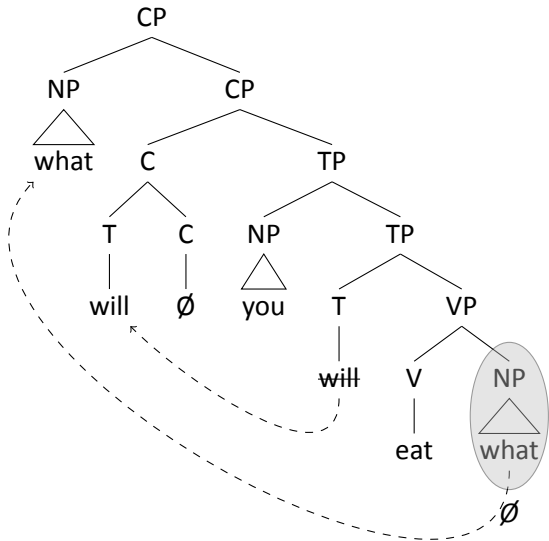 CP
NP CP
what C TP
T C NP TP
will Ø you T VP
will V NP
eat what
Ø